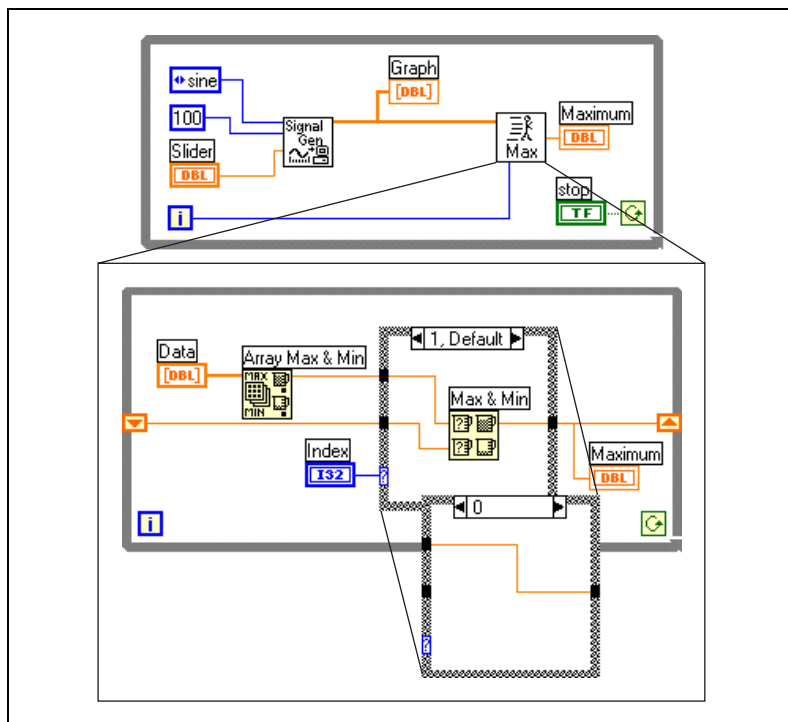 Graph
[DBL]
sine
100
Signal
Gen
Max
Maximum
DBL
Slider
DBL
i
stop
TF
1, Default
Data
[DBL]
Array Max & Min
MAX
MIN
Max & Min
?
?
Index
I32
?
Maximum
DBL
i
0
?